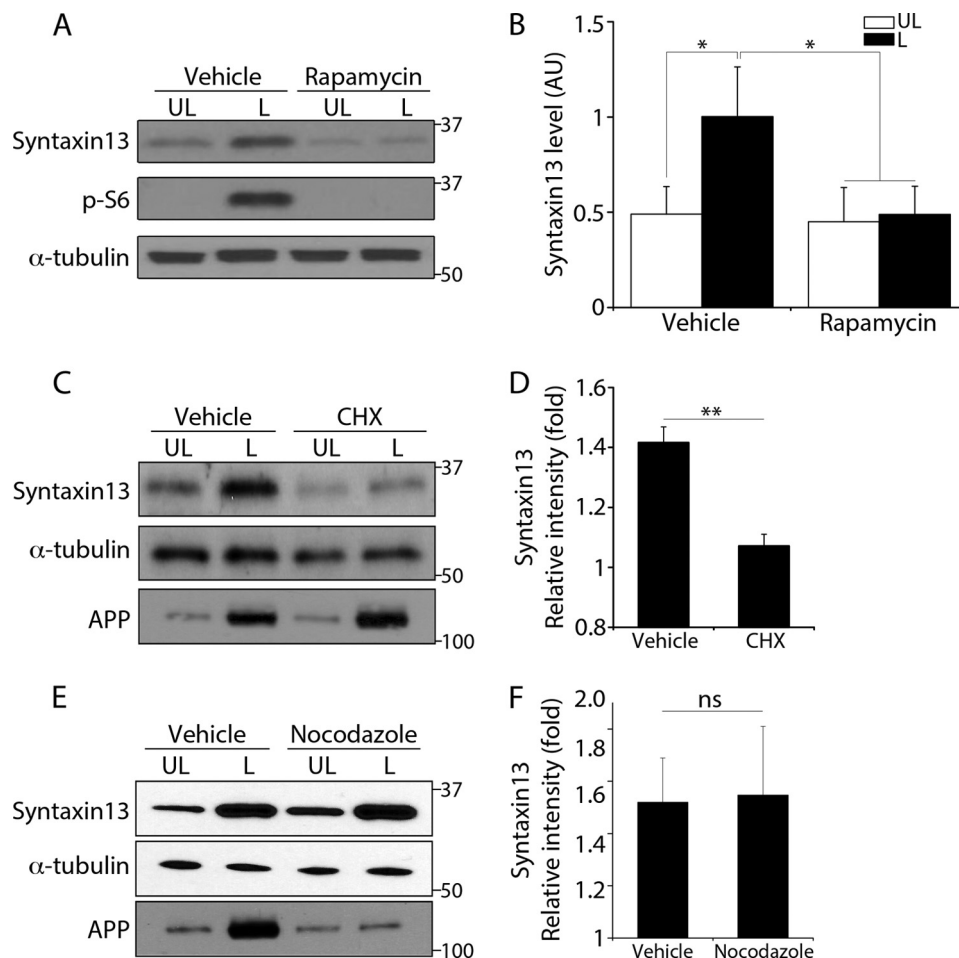 A
Vehicle Rapamycin
UL L UL L
Syntaxin13
37
p-S6
37
α-tubulin
50
B
UL
L
Syntaxin13 level (AU)
1.5
1
0.5
0
* *
Vehicle Rapamycin
C
Vehicle CHX
UL L UL L
Syntaxin13
37
α-tubulin
50
APP
100
D
Syntaxin13
Relative intensity (fold)
1.6
1.4
1.2
1
0.8
**
Vehicle CHX
E
Vehicle Nocodazole
UL L UL L
Syntaxin13
37
α-tubulin
50
APP
100
F
Syntaxin13
Relative intensity (fold)
2.0
1.8
1.6
1.4
1.2
1
ns
Vehicle Nocodazole